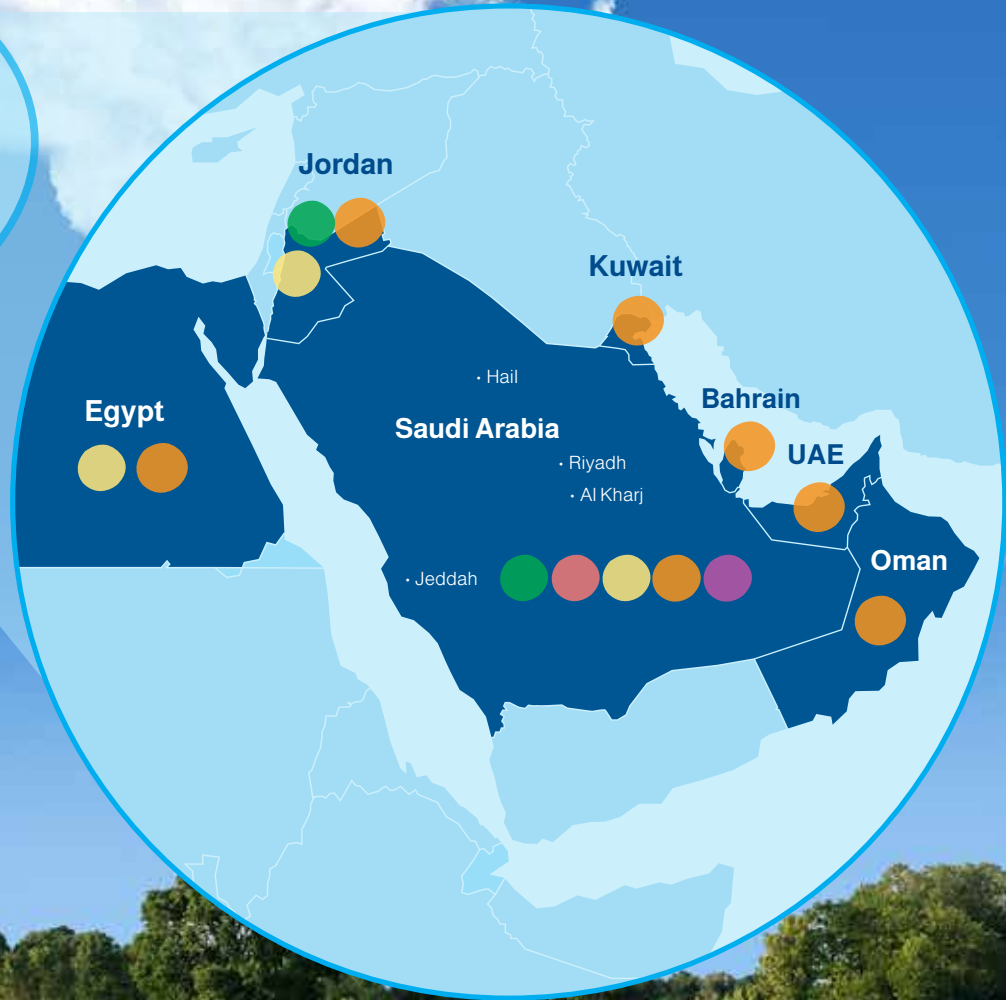 Jordan
Kuwait
· Hail
Bahrain
Egypt
Saudi Arabia
UAE
· Riyadh
· Al Kharj
Oman
· Jeddah